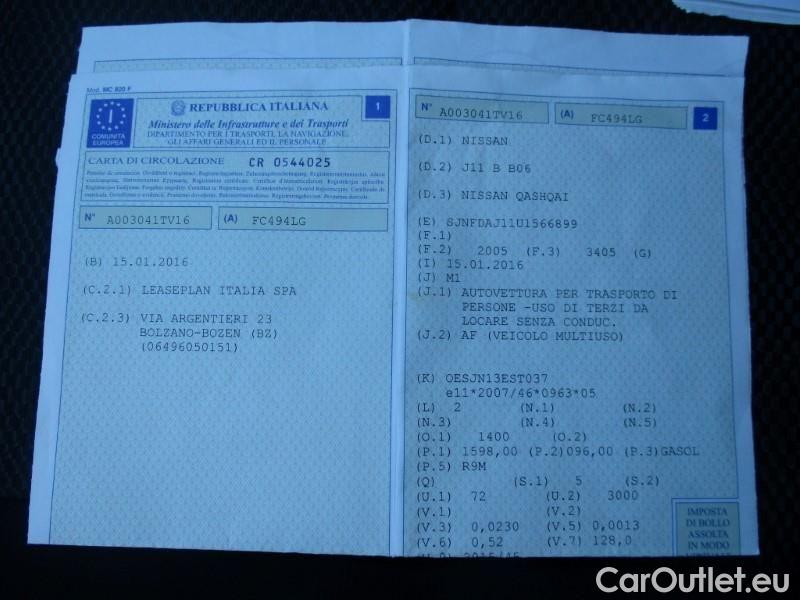 Mod. MC 820 F
I
COMUNITÀ
EUROPEA
REPUBBLICA ITALIANA
1
Ministero delle Infrastrutture e dei Trasporti
DIPARTIMENTO PER I TRASPORTI, LA NAVIGAZIONE,
GLI AFFARI GENERALI ED IL PERSONALE
CARTA DI CIRCOLAZIONE CR 0544025
N° A003041TV16 (A) FC494LG
(B) 15.01.2016
(C.2.1) LEASEPLAN ITALIA SPA
(C.2.3) VIA ARGENTIERI 23
BOLZANO-BOZEN (BZ)
(06496050151)
N° A003041TV16 (A) FC494LG 2
(D.1) NISSAN
(D.2) J11 B B06
(D.3) NISSAN QASHQAI
(E) SJNFDAJ11U1566899
(F.1)
(F.2) 2005 (F.3) 3405 (G)
(I) 15.01.2016
(J) M1
(J.1) AUTOVETTURA PER TRASPORTO DI
PERSONE -USO DI TERZI DA
LOCARE SENZA CONDUC.
(J.2) AF (VEICOLO MULTIUSO)
(K) OESJN13EST037
e11*2007/46*0963*05
(L) 2 (N.1) (N.2)
(N.3) (N.4) (N.5)
(O.1) 1400 (O.2)
(P.1) 1598,00 (P.2)096,00 (P.3)GASOL
(P.5) R9M
(Q) (S.1) 5 (S.2)
(U.1) 72 (U.2) 3000
(V.1) (V.2)
(V.3) 0,0230 (V.5) 0,0013
(V.6) 0,52 (V.7) 128,0
IMPOSTA
DI BOLLO
ASSOLTA
IN MODO
CarOutlet.eu